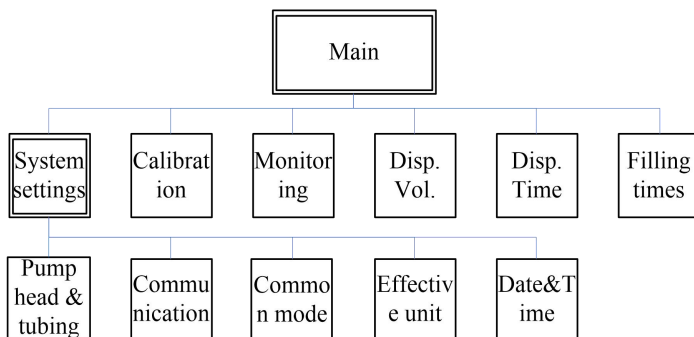 Main
System
settings
Calibrat
ion
Monitor
ing
Disp.
Vol.
Disp.
Time
Filling
times
Pump
head &
tubing
Commu
nication
Commo
n mode
Effectiv
e unit
Date&T
ime